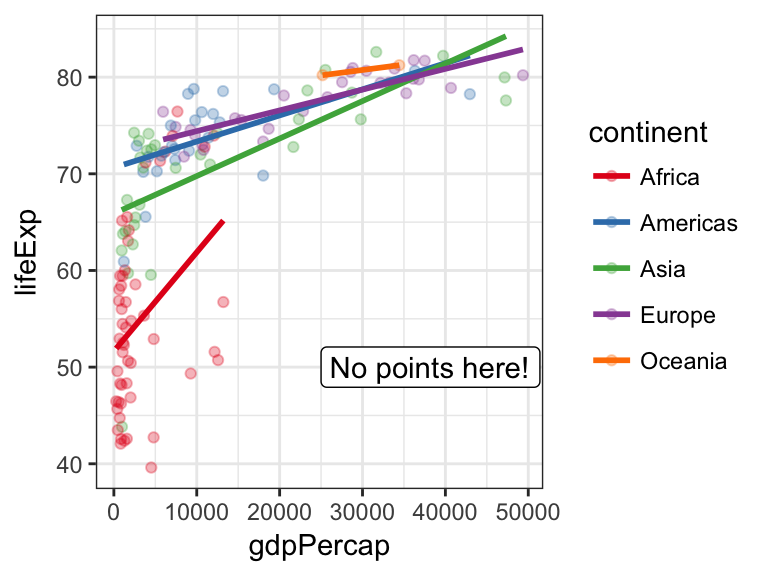 80
70
60
50
40
lifeExp
No points here!
0 10000 20000 30000 40000 50000
gdpPercap
continent
Africa
Americas
Asia
Europe
Oceania